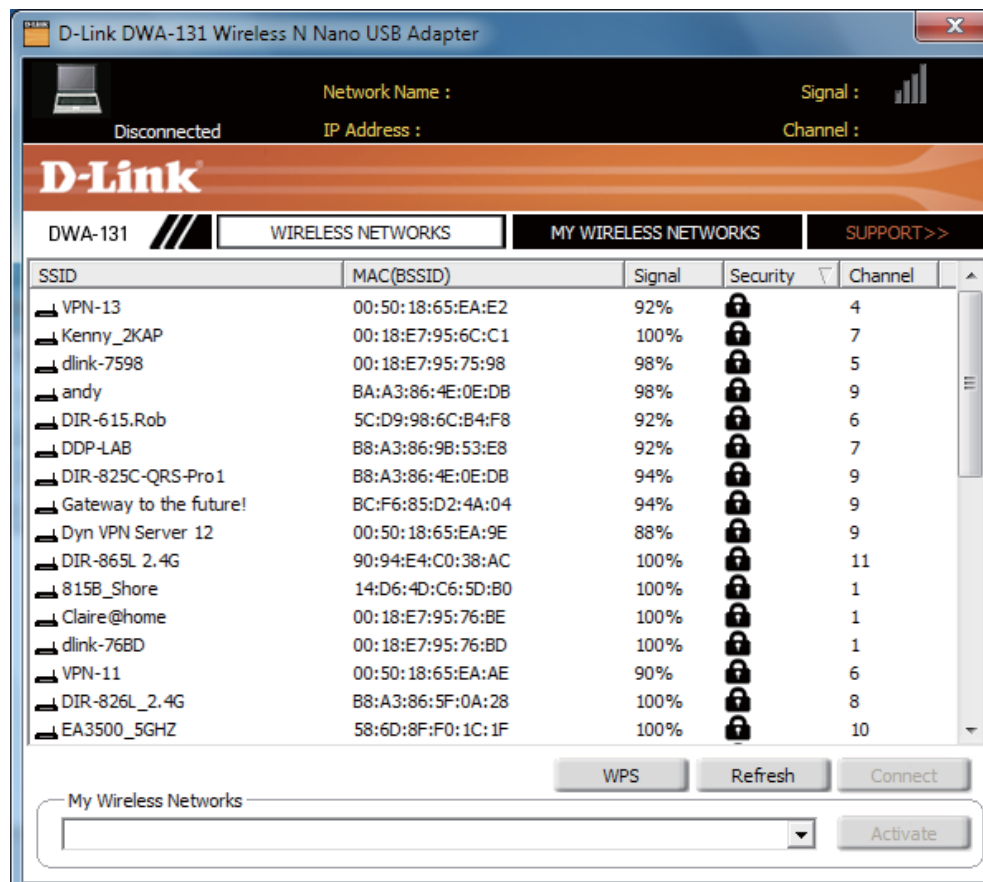 D-Link DWA-131 Wireless N Nano USB Adapter
Network Name : Signal :
Disconnected IP Address : Channel :
D-Link
DWA-131 WIRELESS NETWORKS MY WIRELESS NETWORKS SUPPORT>>
SSID MAC(BSSID) Signal Security Channel
VPN-13 00:50:18:65:EA:E2 92% 4
Kenny_2KAP 00:18:E7:95:6C:C1 100% 7
dlink-7598 00:18:E7:95:75:98 98% 5
andy BA:A3:86:4E:0E:DB 98% 9
DIR-615.Rob 5C:D9:98:6C:B4:F8 92% 6
DDP-LAB B8:A3:86:9B:53:E8 92% 7
DIR-825C-QRS-Pro1 B8:A3:86:4E:0E:DB 94% 9
Gateway to the future! BC:F6:85:D2:4A:04 94% 9
Dyn VPN Server 12 00:50:18:65:EA:9E 88% 9
DIR-865L 2.4G 90:94:E4:C0:38:AC 100% 11
815B_Shore 14:D6:4D:C6:5D:B0 100% 1
Claire@home 00:18:E7:95:76:BE 100% 1
dlink-76BD 00:18:E7:95:76:BD 100% 1
VPN-11 00:50:18:65:EA:AE 90% 6
DIR-826L_2.4G B8:A3:86:5F:0A:28 100% 8
EA3500_5GHZ 58:6D:8F:F0:1C:1F 100% 10
WPS Refresh Connect
My Wireless Networks
Activate